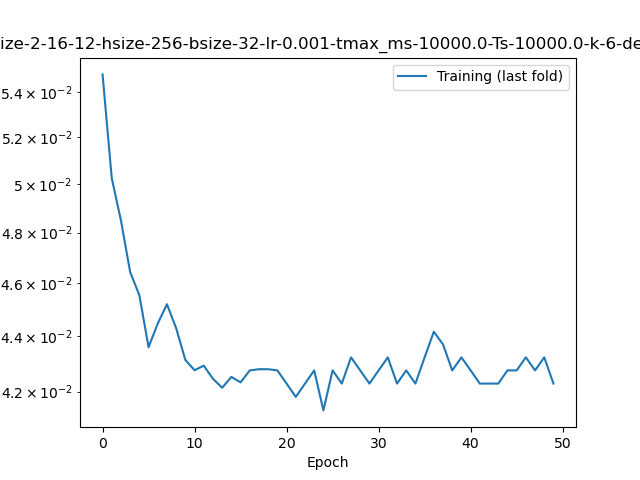 ize-2-16-12-hsize-256-bsize-32-lr-0.001-tmax_ms-10000.0-Ts-10000.0-k-6-de
Training (last fold)
5.4 × 10⁻²
5.2 × 10⁻²
5 × 10⁻²
4.8 × 10⁻²
4.6 × 10⁻²
4.4 × 10⁻²
4.2 × 10⁻²
0 10 20 30 40 50
Epoch